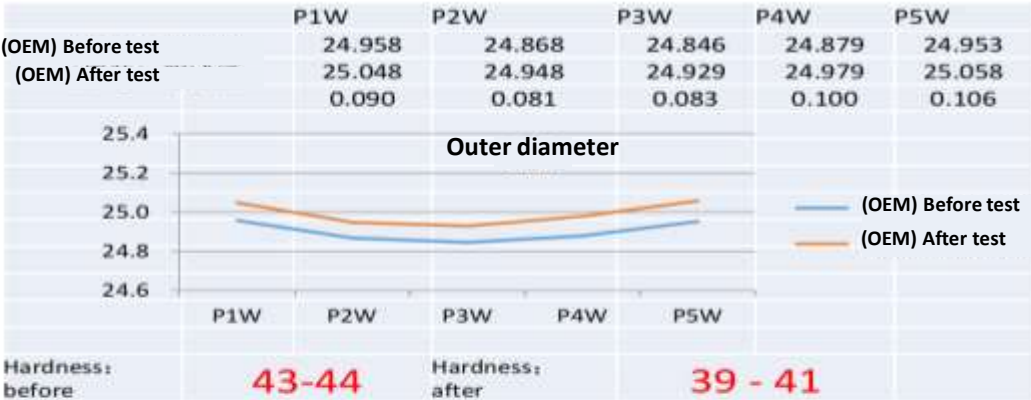 P1W P2W P3W P4W P5W
(OEM) Before test 24.958 24.868 24.846 24.879 24.953
(OEM) After test 25.048 24.948 24.929 24.979 25.058
0.090 0.081 0.083 0.100 0.106
Outer diameter
25.4
25.2
25.0
24.8
24.6
P1W P2W P3W P4W P5W
(OEM) Before test
(OEM) After test
Hardness: before 43-44 Hardness: after 39 - 41